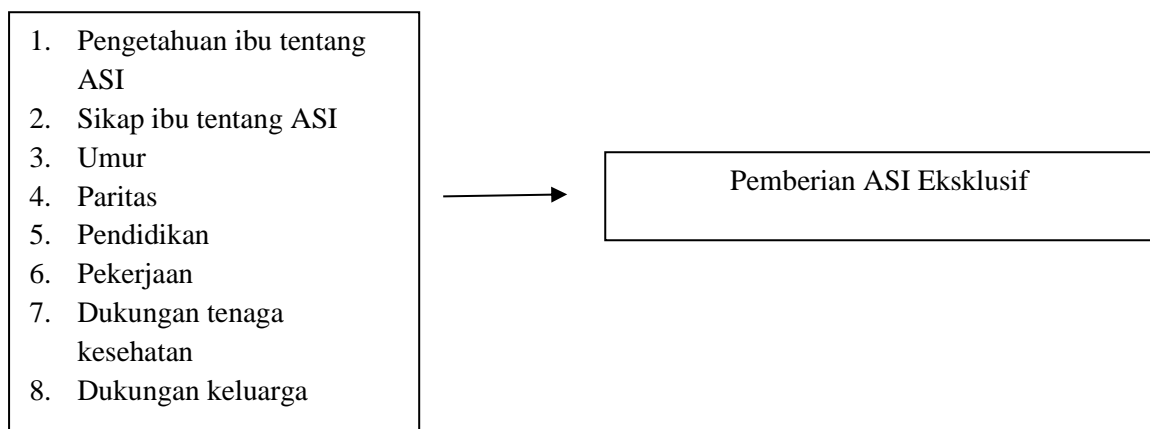 1. Pengetahuan ibu tentang
ASI
2. Sikap ibu tentang ASI
3. Umur
4. Paritas
5. Pendidikan
6. Pekerjaan
7. Dukungan tenaga
kesehatan
8. Dukungan keluarga
Pemberian ASI Eksklusif